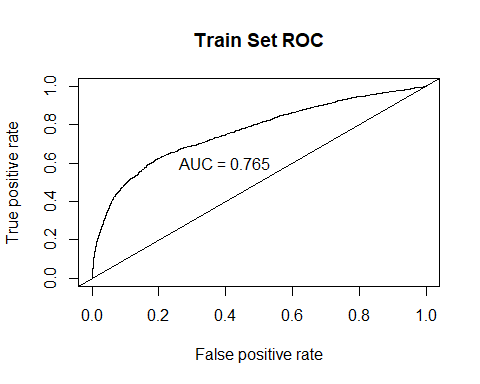 Train Set ROC
True positive rate
1.0
0.8
0.6
0.4
0.2
0.0
AUC = 0.765
0.0 0.2 0.4 0.6 0.8 1.0
False positive rate